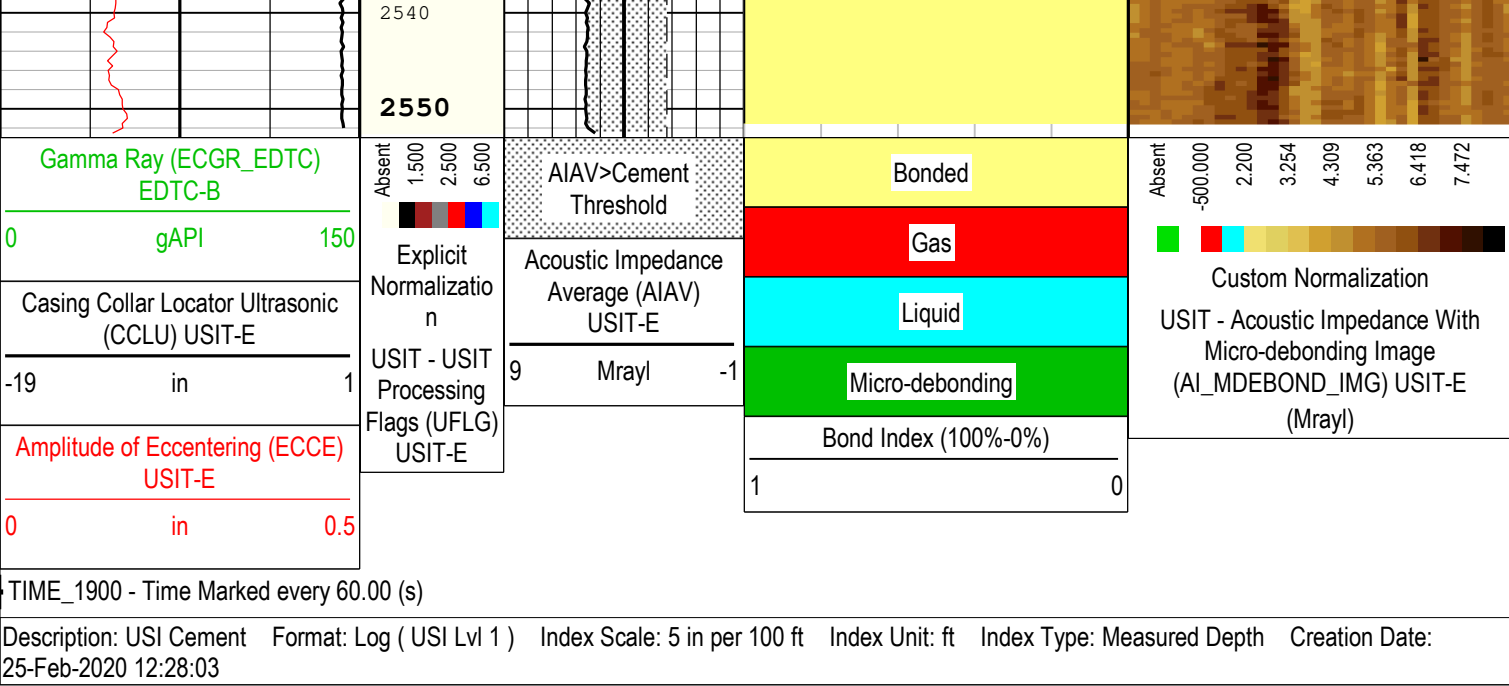 2540
2550
Gamma Ray (ECGR_EDTC)
EDTC-B
0 gAPI 150
Casing Collar Locator Ultrasonic
(CCLU) USIT-E
-19 in 1
Amplitude of Eccentering (ECCE)
USIT-E
0 in 0.5
Absent
1.500
2.500
6.500
Explicit
Normalizatio
n
USIT - USIT
Processing
Flags (UFLG)
USIT-E
AIAV>Cement
Threshold
Acoustic Impedance
Average (AIAV)
USIT-E
9 Mrayl -1
Bonded
Gas
Liquid
Micro-debonding
Bond Index (100%-0%)
1 0
Absent
-500.000
2.200
3.254
4.309
5.363
6.418
7.472
Custom Normalization
USIT - Acoustic Impedance With
Micro-debonding Image
(AI_MDEBOND_IMG) USIT-E
(Mrayl)
TIME_1900 - Time Marked every 60.00 (s)
Description: USI Cement Format: Log ( USI Lvl 1 ) Index Scale: 5 in per 100 ft Index Unit: ft Index Type: Measured Depth Creation Date:
25-Feb-2020 12:28:03